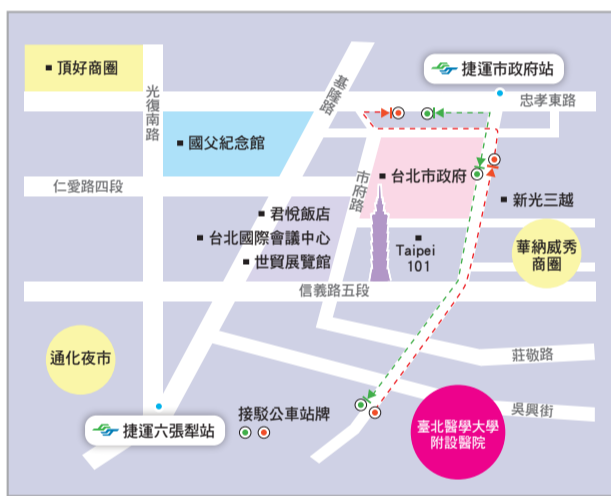 頂好商圈
光復南路
基隆路
捷運市政府站
忠孝東路
國父紀念館
仁愛路四段
市府路
台北市政府
新光三越
君悅飯店
台北國際會議中心
世貿展覽館
Taipei
101
華納威秀
商圈
信義路五段
通化夜市
莊敬路
吳興街
捷運六張犁站
接駁公車站牌
臺北醫學大學
附設醫院